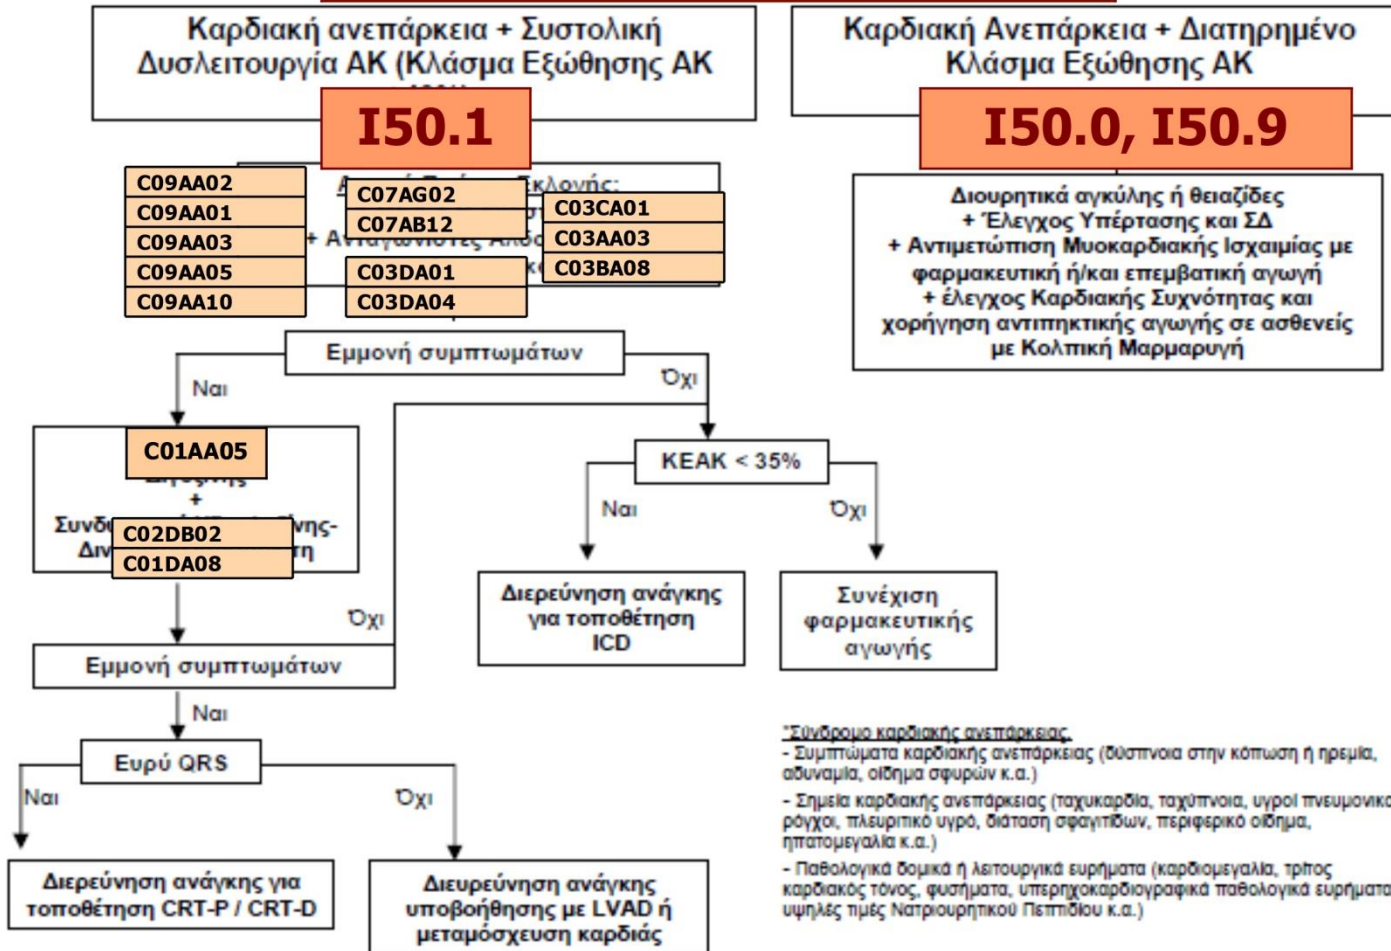 Καρδιακή ανεπάρκεια + Συστολική
Δυσλειτουργία ΑΚ (Κλάσμα Εξώθησης ΑΚ
I50.1
Καρδιακή Ανεπάρκεια + Διατηρημένο
Κλάσμα Εξώθησης ΑΚ
I50.0, I50.9
Εκλογής:
C09AA02
C09AA01
C09AA03
C09AA05
C09AA10
C07AG02
C07AB12
+ Ανταγωνιστές
C03DA01
C03DA04
C03CA01
C03AA03
C03BA08
Διουρητικά αγκύλης ή θειαζίδες
+ Έλεγχος Υπέρτασης και ΣΔ
+ Αντιμετώπιση Μυοκαρδιακής Ισχαιμίας με
φαρμακευτική ή/και επεμβατική αγωγή
+ έλεγχος Καρδιακής Συχνότητας και
χορήγηση αντιπηκτικής αγωγής σε ασθενείς
με Κολπική Μαρμαρυγή
Εμμονή συμπτωμάτων
Ναι
Όχι
C01AA05
+
C02DB02
C01DA08
ΚΕΑΚ < 35%
Ναι
Όχι
Διερεύνηση ανάγκης
για τοποθέτηση
ICD
Συνέχιση
φαρμακευτικής
αγωγής
Όχι
Εμμονή συμπτωμάτων
Ναι
Ευρύ QRS
Ναι
Όχι
Διερεύνηση ανάγκης για
τοποθέτηση CRT-P / CRT-D
Διευρεύνηση ανάγκης
υποβοήθησης με LVAD ή
μεταμόσχευση καρδιάς
*Σύνδρομο καρδιακής ανεπάρκειας.
- Συμπτώματα καρδιακής ανεπάρκειας (δύσπνοια στην κόπωση ή ηρεμία,
αδυναμία, οίδημα σφυρών κ.α.)
- Σημεία καρδιακής ανεπάρκειας (ταχυκαρδία, ταχύπνοια, υγροί πνευμονικο
ρόγχοι, πλευριτικό υγρό, διάταση σφαγιτίδων, περιφερικό οίδημα,
ηπατομεγαλία κ.α.)
- Παθολογικά δομικά ή λειτουργικά ευρήματα (καρδιομεγαλία, τρίτος
καρδιακός τόνος, φυσήματα, υπερηχοκαρδιογραφικά παθολογικά ευρήματα
υψηλές τιμές Νατριουρητικού Πεπτιδίου κ.α.)